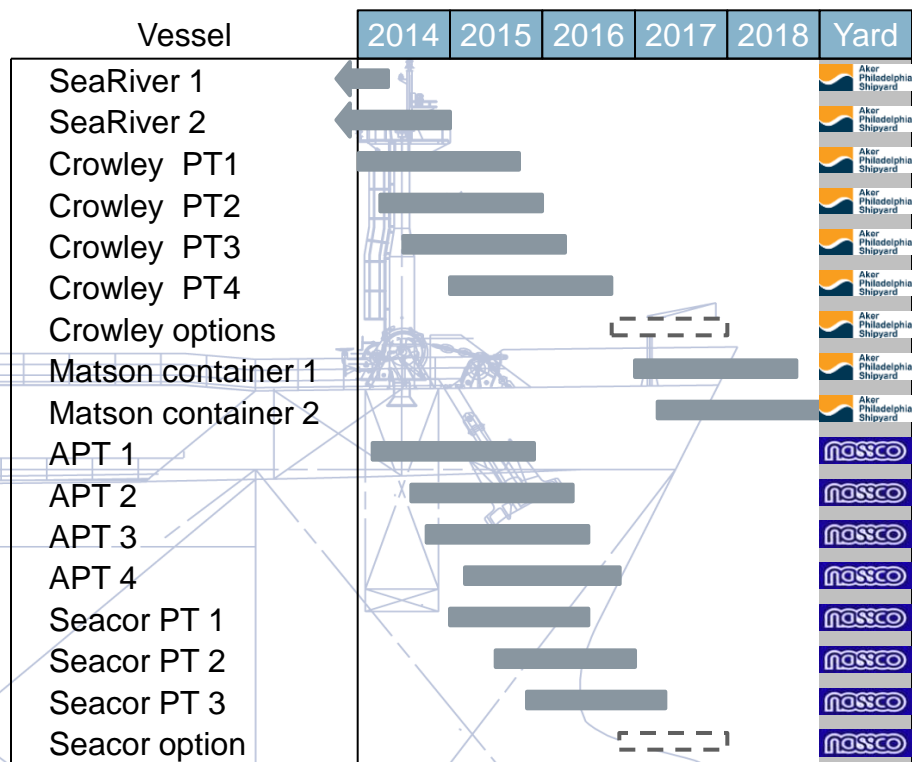 Vessel 2014 2015 2016 2017 2018 Yard
SeaRiver 1 Aker Philadelphia Shipyard
SeaRiver 2 Aker Philadelphia Shipyard
Crowley PT1 Aker Philadelphia Shipyard
Crowley PT2 Aker Philadelphia Shipyard
Crowley PT3 Aker Philadelphia Shipyard
Crowley PT4 Aker Philadelphia Shipyard
Crowley options Aker Philadelphia Shipyard
Matson container 1 Aker Philadelphia Shipyard
Matson container 2 Aker Philadelphia Shipyard
APT 1 nassco
APT 2 nassco
APT 3 nassco
APT 4 nassco
Seacor PT 1 nassco
Seacor PT 2 nassco
Seacor PT 3 nassco
Seacor option nassco